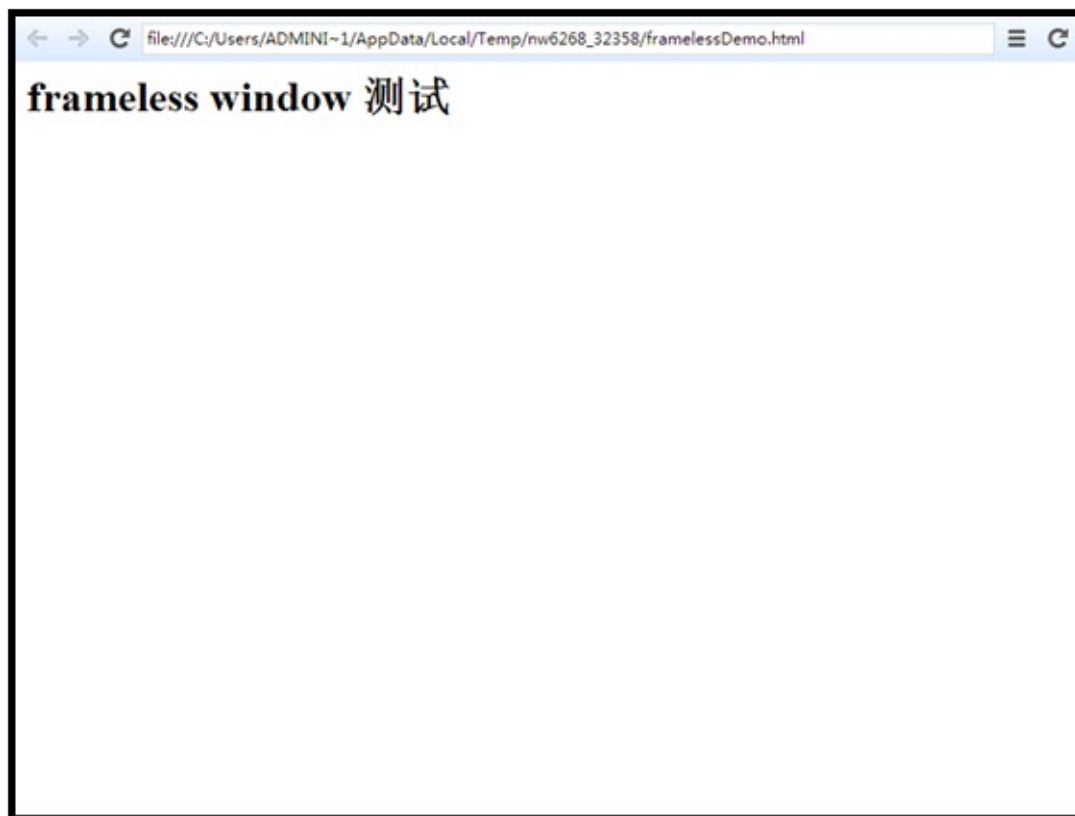 file:///C:/Users/ADMINI~1/AppData/Local/Temp/nw6268_32358/framelessDemo.html
frameless window 测试